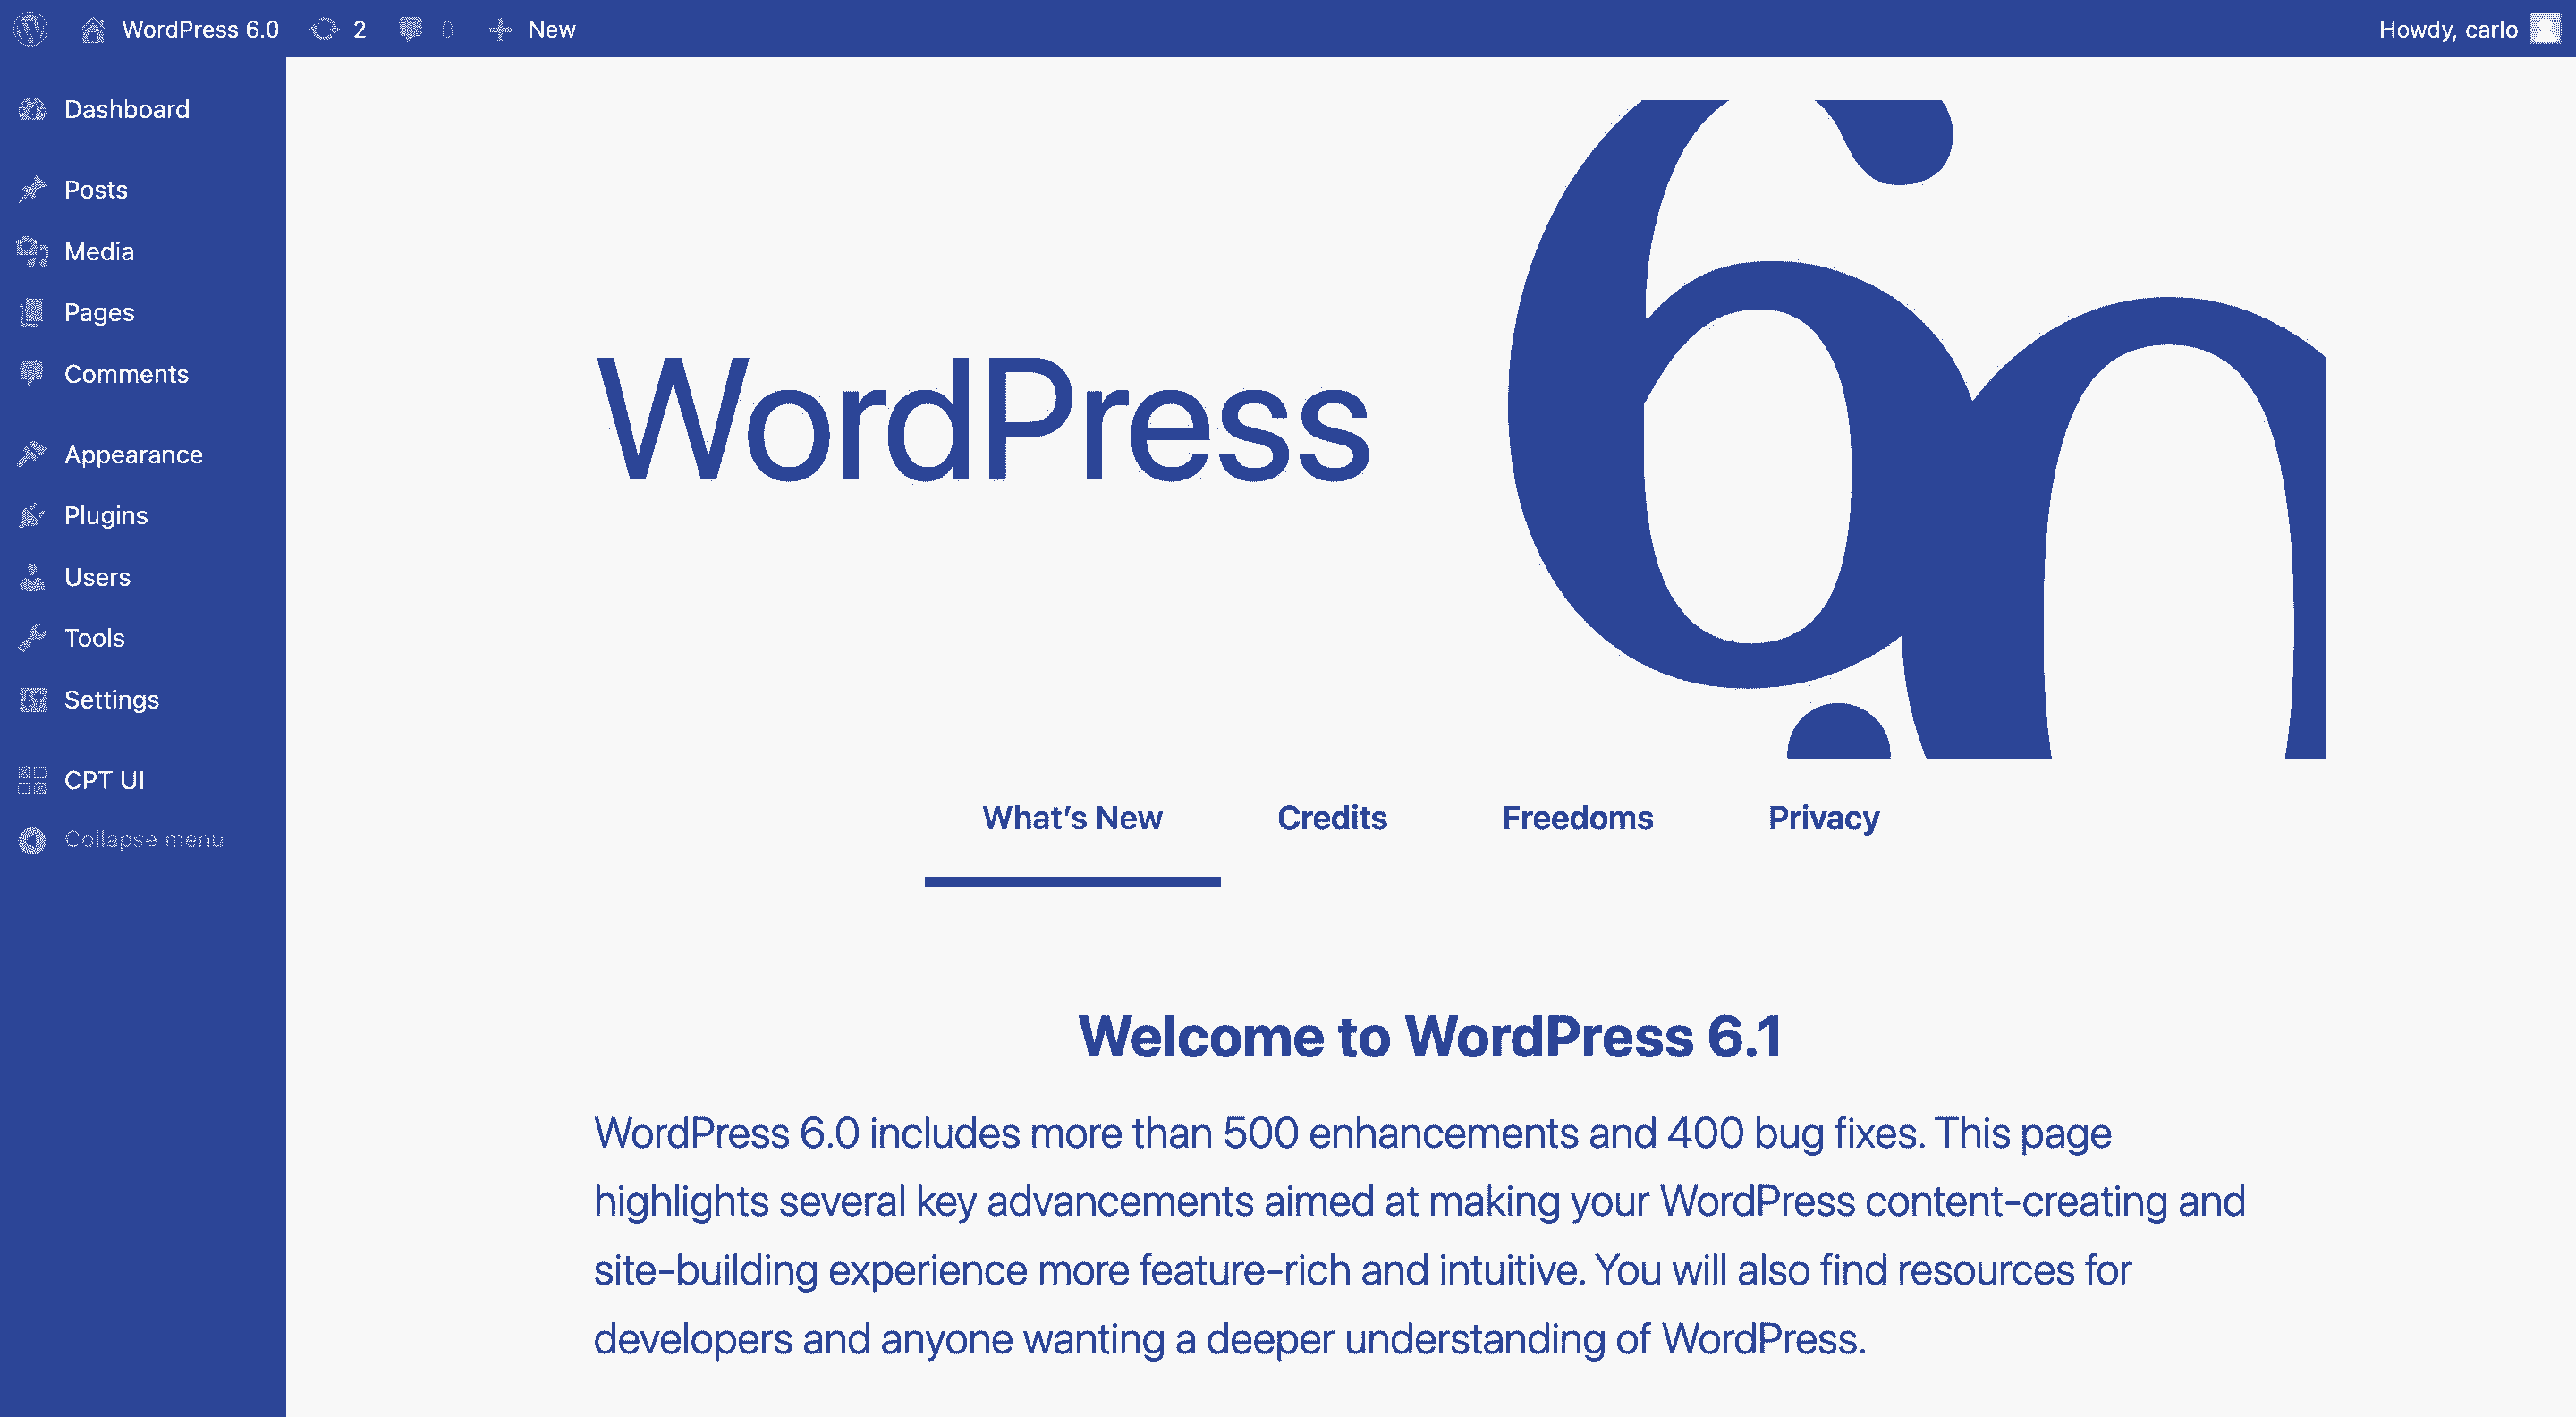 WordPress 6.0 2 0 New Howdy, carlo
Dashboard
Posts
Media
Pages
Comments
Appearance
Plugins
Users
Tools
Settings
CPT UI
Collapse menu
WordPress
6.0
What’s New Credits Freedoms Privacy
Welcome to WordPress 6.1
WordPress 6.0 includes more than 500 enhancements and 400 bug fixes. This page
highlights several key advancements aimed at making your WordPress content-creating and
site-building experience more feature-rich and intuitive. You will also find resources for
developers and anyone wanting a deeper understanding of WordPress.